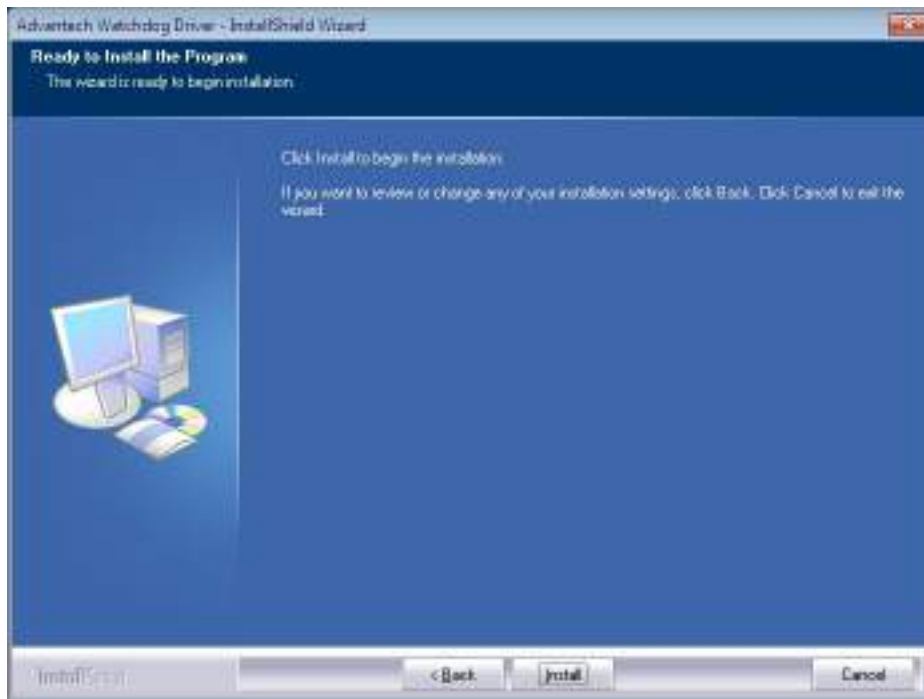 Advantech Watchdog Driver - InstallShield Wizard
Ready to Install the Program
The wizard is ready to begin installation.
Click Install to begin the installation.
If you want to review or change any of your installation settings, click Back. Click Cancel to exit the
wizard.
InstallShield
< Back
Install
Cancel